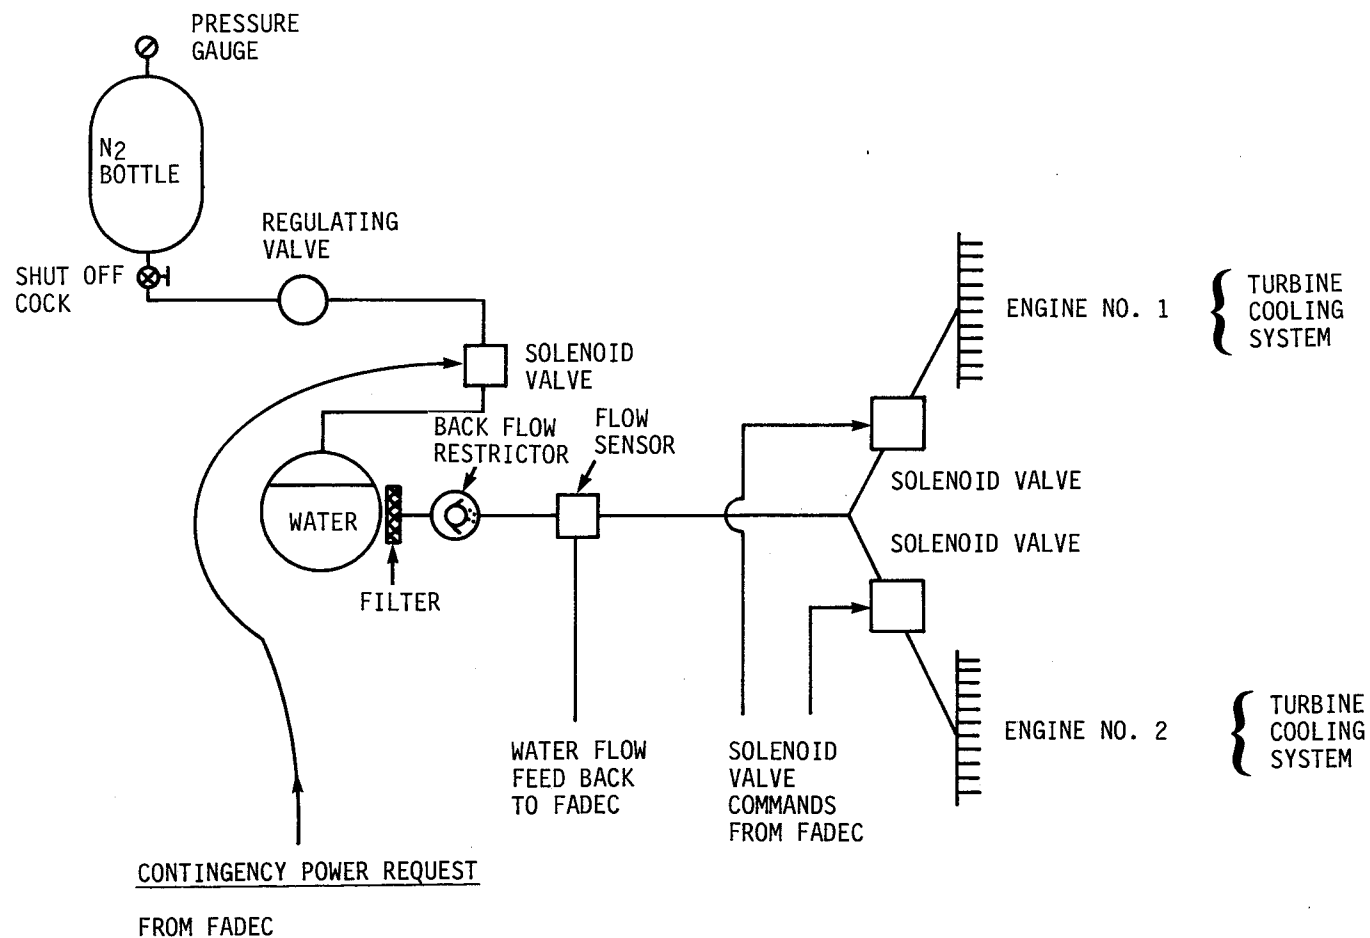 PRESSURE
GAUGE
N2
BOTTLE
REGULATING
VALVE
SHUT OFF
COCK
SOLENOID
VALVE
BACK FLOW
RESTRICTOR
FLOW
SENSOR
WATER
FILTER
ENGINE NO. 1
TURBINE
COOLING
SYSTEM
SOLENOID VALVE
SOLENOID VALVE
ENGINE NO. 2
TURBINE
COOLING
SYSTEM
WATER FLOW
FEED BACK
TO FADEC
SOLENOID
VALVE
COMMANDS
FROM FADEC
CONTINGENCY POWER REQUEST
FROM FADEC